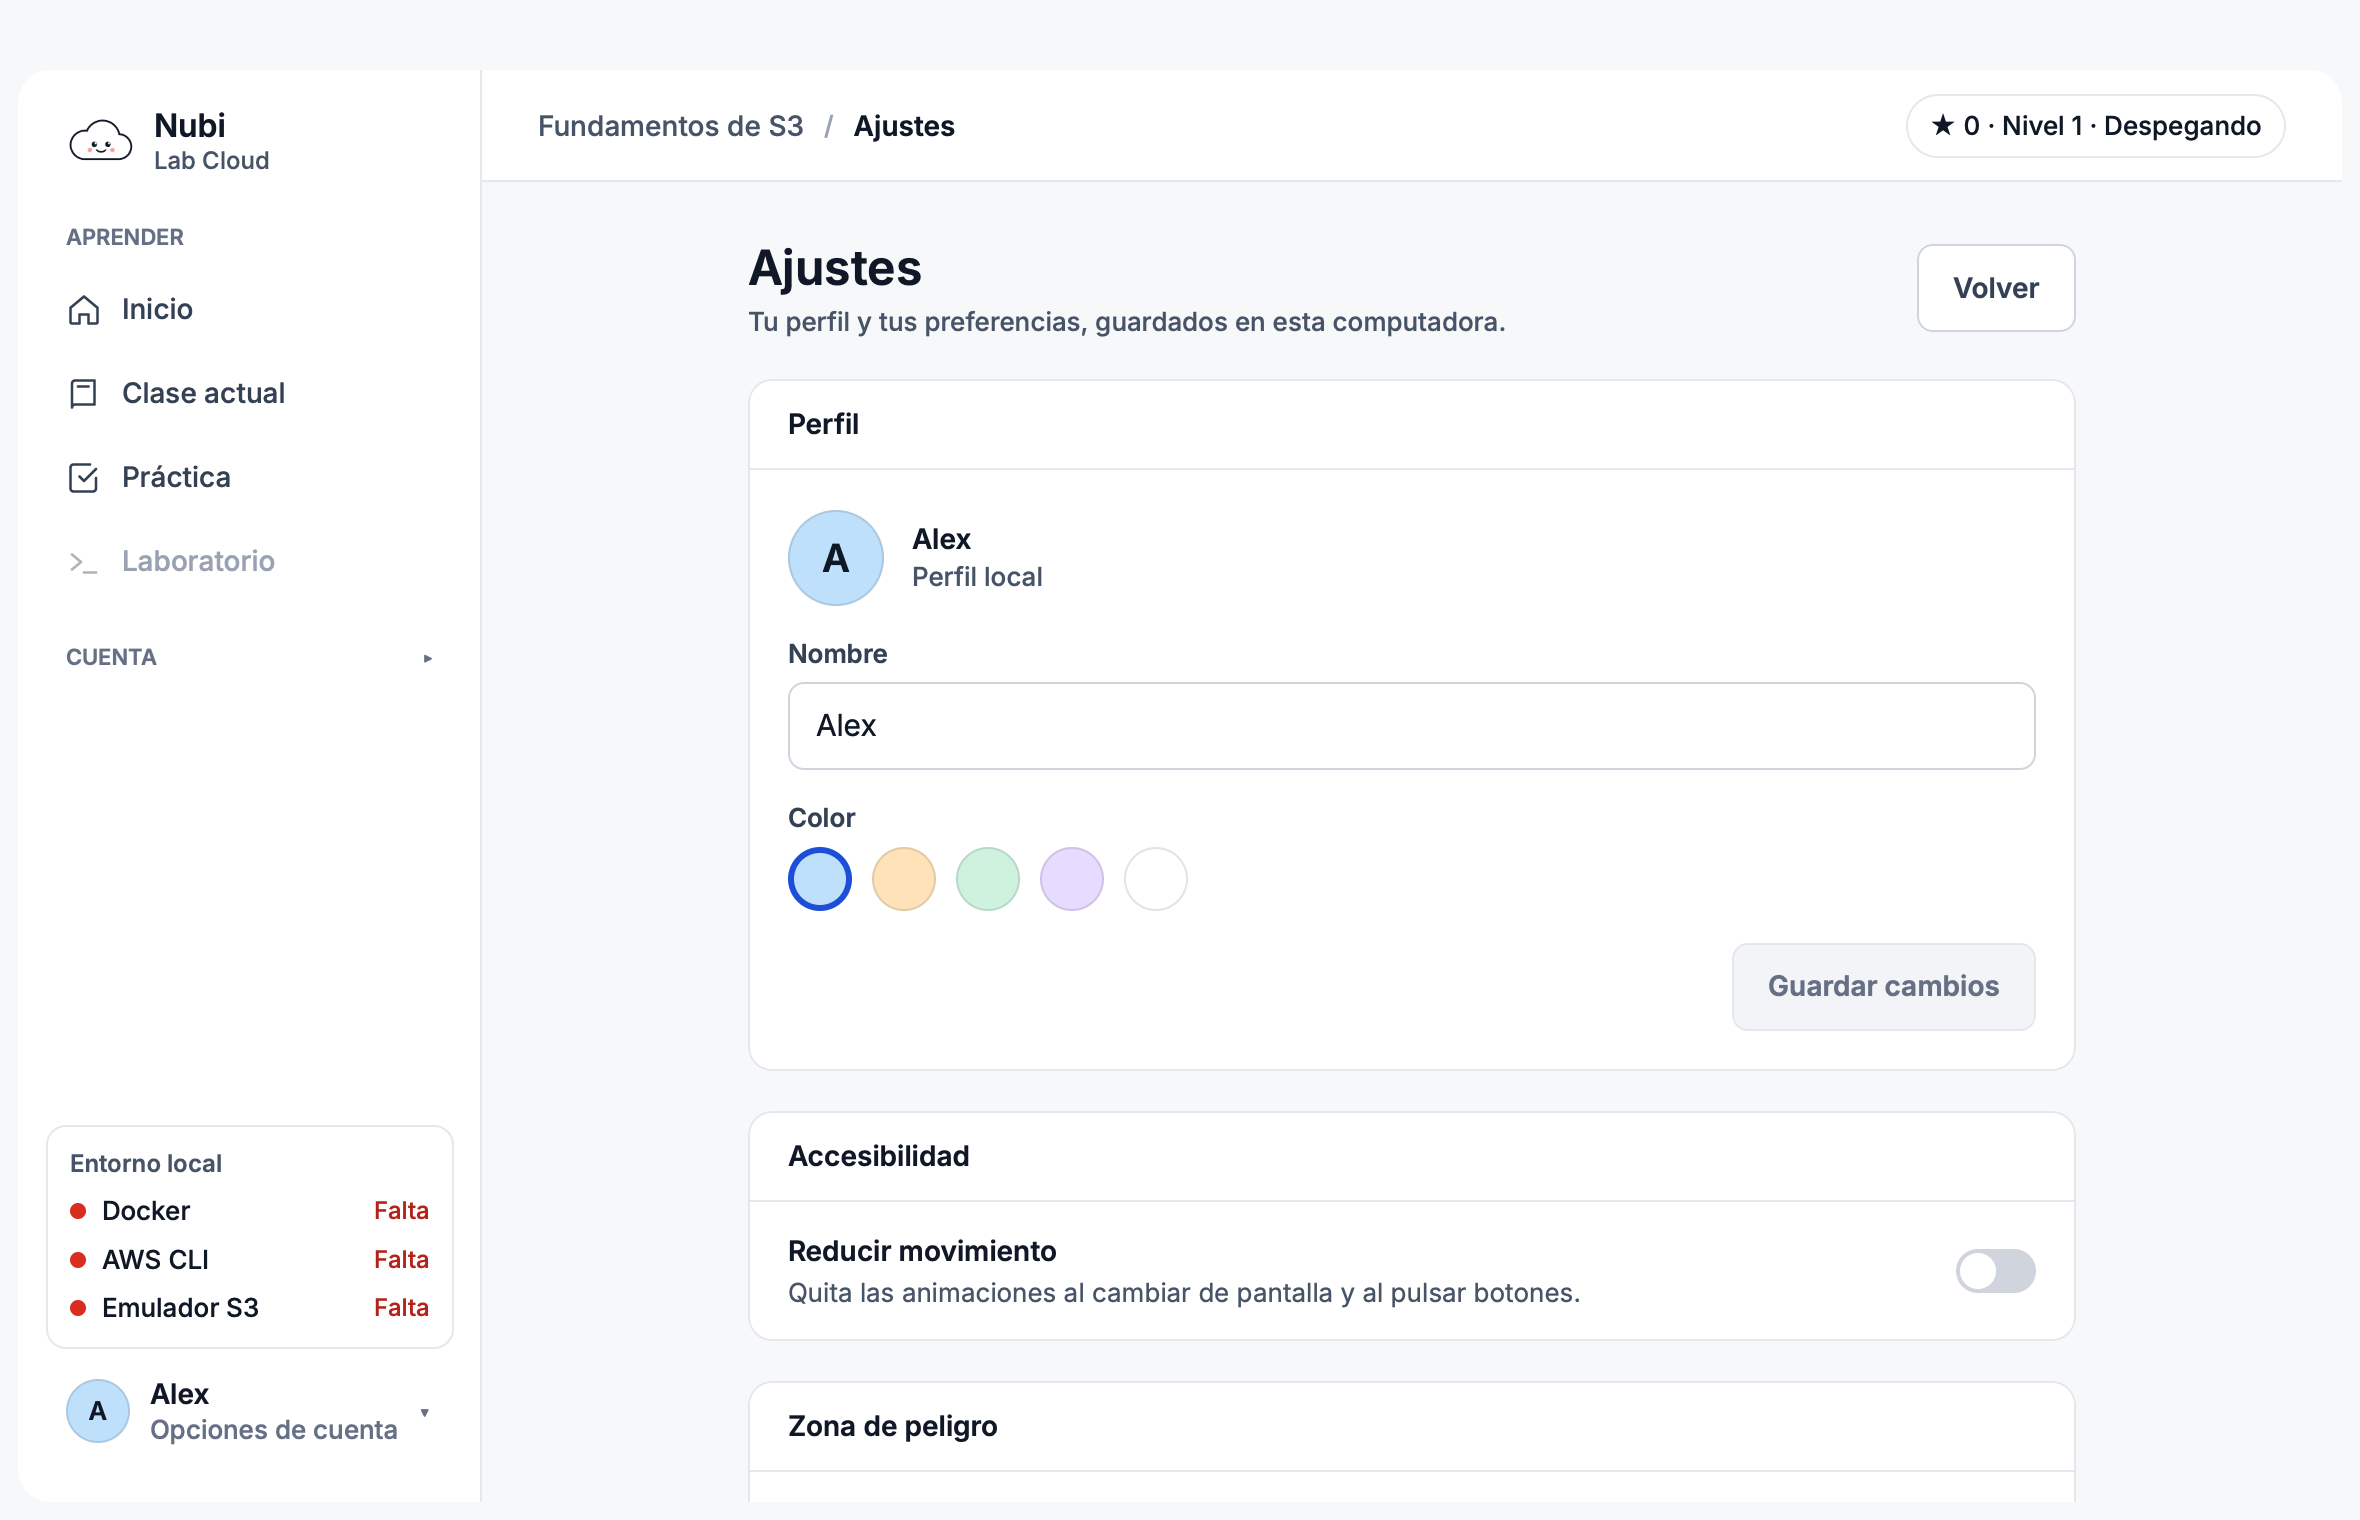 Nubi
Lab Cloud
APRENDER
Inicio
Clase actual
Práctica
Laboratorio
CUENTA
Entorno local
Docker Falta
AWS CLI Falta
Emulador S3 Falta
A
Alex
Opciones de cuenta
Fundamentos de S3 / Ajustes
★ 0 · Nivel 1 · Despegando
Ajustes
Tu perfil y tus preferencias, guardados en esta computadora.
Volver
Perfil
A
Alex
Perfil local
Nombre
Alex
Color
Guardar cambios
Accesibilidad
Reducir movimiento
Quita las animaciones al cambiar de pantalla y al pulsar botones.
Zona de peligro